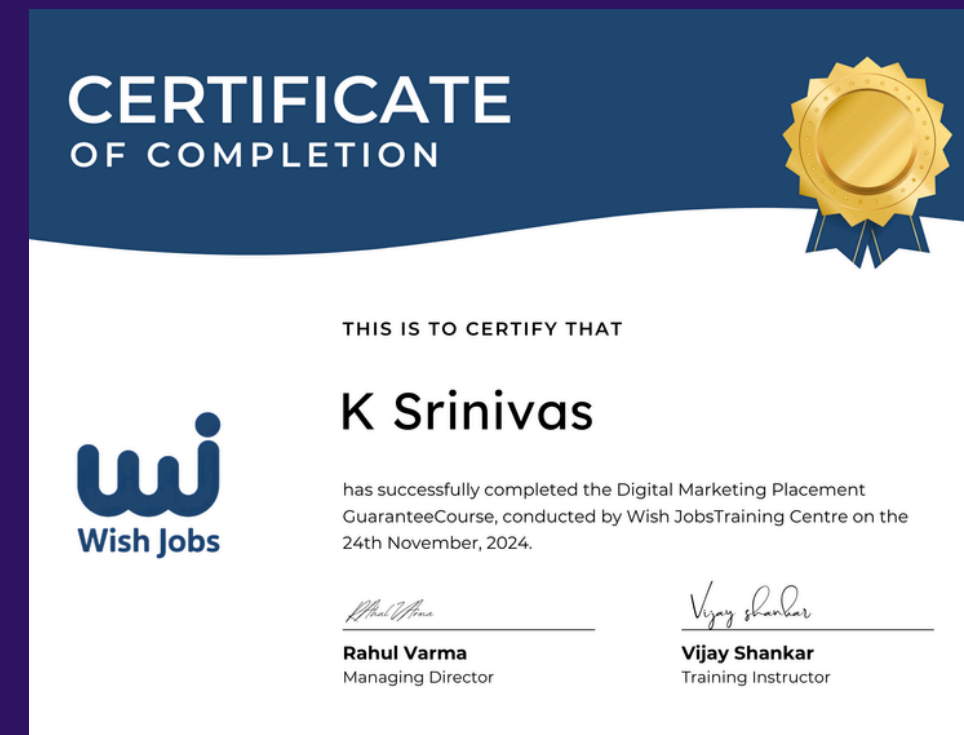 CERTIFICATE
OF COMPLETION
THIS IS TO CERTIFY THAT
K Srinivas
has successfully completed the Digital Marketing Placement
GuaranteeCourse, conducted by Wish JobsTraining Centre on the
24th November, 2024.
wj
Wish Jobs
Vijay shankar
Rahul Varma
Managing Director
Vijay Shankar
Training Instructor